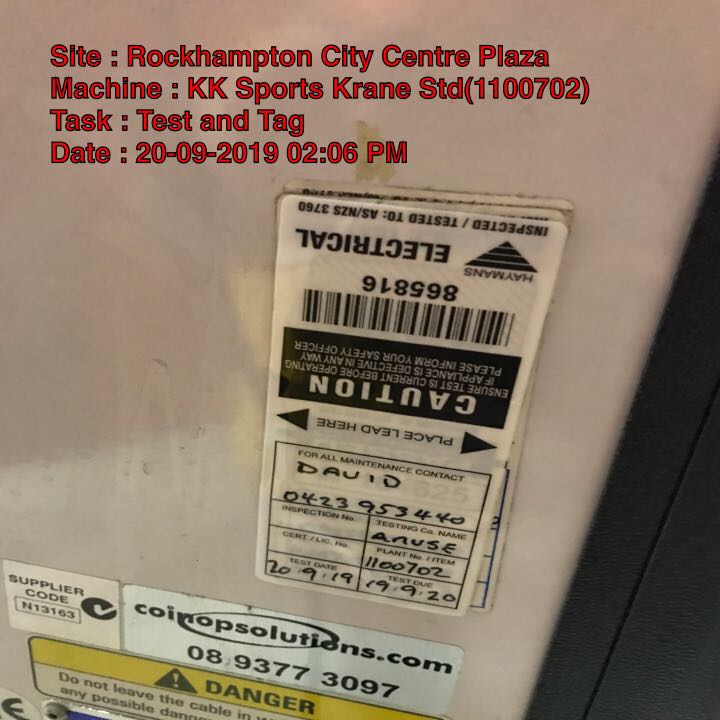 Site : Rockhampton City Centre Plaza
Machine : KK Sports Krane Std(1100702)
Task : Test and Tag
Date : 20-09-2019 02:06 PM
INSPECTED / TESTED TO: AS/NZS 3760
HAYMANS
ELECTRICAL
865816
CAUTION
ENSURE TEST IS CURRENT BEFORE OPERATING
IF APPLIANCE IS DEFECTIVE IN ANY WAY
PLEASE INFORM YOUR SAFETY OFFICER
PLACE LEAD HERE
FOR ALL MAINTENANCE CONTACT
DAVID
0423 953440
INSPECTION No. TESTING Co. NAME
AMUSE
CERT. / LIC. No. PLANT No. / ITEM
1100702
TEST DATE TEST DUE
20.9.19 19.9.20
SUPPLIER
CODE
N13163
coinopsolutions.com
08 9377 3097
DANGER
Do not leave the cable in
any possible